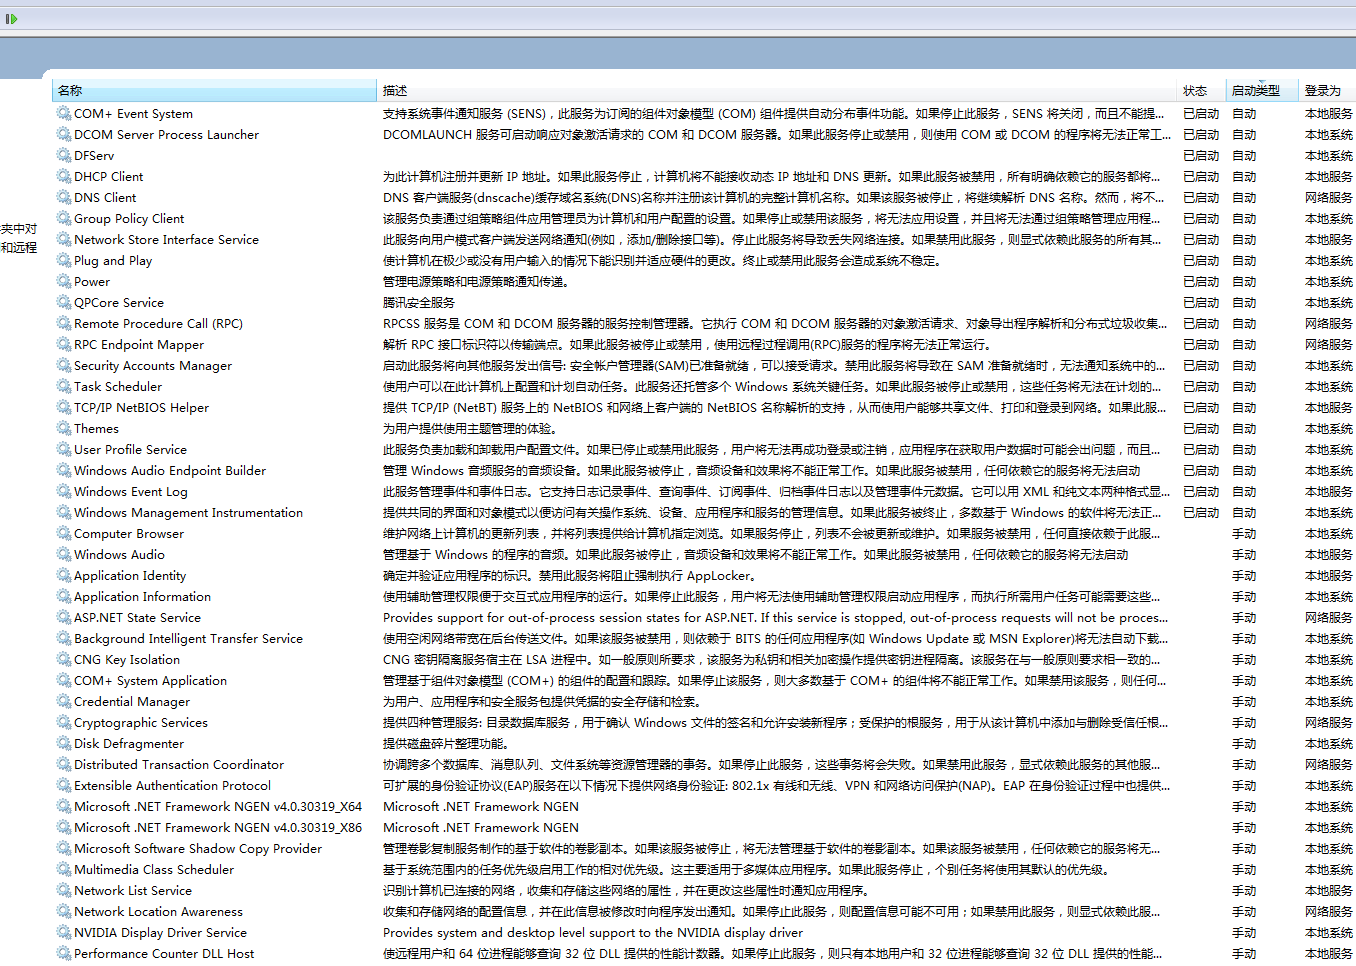 名称 描述 状态 启动类型 登录为
COM+ Event System 支持系统事件通知服务 (SENS)，此服务为订阅的组件对象模型 (COM) 组件提供自动分布事件功能。如果停止此服务，SENS 将关闭，而且不能提... 已启动 自动 本地服务
DCOM Server Process Launcher DCOMLAUNCH 服务可启动响应对象激活请求的 COM 和 DCOM 服务器。如果此服务停止或禁用，则使用 COM 或 DCOM 的程序将无法正常工... 已启动 自动 本地系统
DFServ 已启动 自动 本地系统
DHCP Client 为此计算机注册并更新 IP 地址。如果此服务停止，计算机将不能接收动态 IP 地址和 DNS 更新。如果此服务被禁用，所有明确依赖它的服务都将... 已启动 自动 本地服务
DNS Client DNS 客户端服务(dnscache)缓存域名系统(DNS)名称并注册该计算机的完整计算机名称。如果该服务被停止，将继续解析 DNS 名称。然而，将不... 已启动 自动 网络服务
Group Policy Client 该服务负责通过组策略组件应用管理员为计算机和用户配置的设置。如果停止或禁用该服务，将无法应用设置，并且将无法通过组策略管理应用程... 已启动 自动 本地系统
夹中对
Network Store Interface Service 此服务向用户模式客户端发送网络通知(例如，添加/删除接口等)。停止此服务将导致丢失网络连接。如果禁用此服务，则显式依赖此服务的所有其... 已启动 自动 本地服务
和远程
Plug and Play 使计算机在极少或没有用户输入的情况下能识别并适应硬件的更改。终止或禁用此服务会造成系统不稳定。 已启动 自动 本地系统
Power 管理电源策略和电源策略通知传递。 已启动 自动 本地系统
QPCore Service 腾讯安全服务 已启动 自动 本地系统
Remote Procedure Call (RPC) RPCSS 服务是 COM 和 DCOM 服务器的服务控制管理器。它执行 COM 和 DCOM 服务器的对象激活请求、对象导出程序解析和分布式垃圾收集... 已启动 自动 网络服务
RPC Endpoint Mapper 解析 RPC 接口标识符以传输端点。如果此服务被停止或禁用，使用远程过程调用(RPC)服务的程序将无法正常运行。 已启动 自动 网络服务
Security Accounts Manager 启动此服务将向其他服务发出信号: 安全帐户管理器(SAM)已准备就绪，可以接受请求。禁用此服务将导致在 SAM 准备就绪时，无法通知系统中的... 已启动 自动 本地系统
Task Scheduler 使用户可以在此计算机上配置和计划自动任务。此服务还托管多个 Windows 系统关键任务。如果此服务被停止或禁用，这些任务将无法在计划的... 已启动 自动 本地系统
TCP/IP NetBIOS Helper 提供 TCP/IP (NetBT) 服务上的 NetBIOS 和网络上客户端的 NetBIOS 名称解析的支持，从而使用户能够共享文件、打印和登录到网络。如果此服... 已启动 自动 本地服务
Themes 为用户提供使用主题管理的体验。 已启动 自动 本地系统
User Profile Service 此服务负责加载和卸载用户配置文件。如果已停止或禁用此服务，用户将无法再成功登录或注销，应用程序在获取用户数据时可能会出问题，而且... 已启动 自动 本地系统
Windows Audio Endpoint Builder 管理 Windows 音频服务的音频设备。如果此服务被停止，音频设备和效果将不能正常工作。如果此服务被禁用，任何依赖它的服务将无法启动 已启动 自动 本地系统
Windows Event Log 此服务管理事件和事件日志。它支持日志记录事件、查询事件、订阅事件、归档事件日志以及管理事件元数据。它可以用 XML 和纯文本两种格式显... 已启动 自动 本地服务
Windows Management Instrumentation 提供共同的界面和对象模式以便访问有关操作系统、设备、应用程序和服务的管理信息。如果此服务被终止，多数基于 Windows 的软件将无法正... 已启动 自动 本地系统
Computer Browser 维护网络上计算机的更新列表，并将列表提供给计算机指定浏览。如果服务停止，列表不会被更新或维护。如果服务被禁用，任何直接依赖于此服... 手动 本地系统
Windows Audio 管理基于 Windows 的程序的音频。如果此服务被停止，音频设备和效果将不能正常工作。如果此服务被禁用，任何依赖它的服务将无法启动 手动 本地服务
Application Identity 确定并验证应用程序的标识。禁用此服务将阻止强制执行 AppLocker。 手动 本地服务
Application Information 使用辅助管理权限便于交互式应用程序的运行。如果停止此服务，用户将无法使用辅助管理权限启动应用程序，而执行所需用户任务可能需要这些... 手动 本地系统
ASP.NET State Service Provides support for out-of-process session states for ASP.NET. If this service is stopped, out-of-process requests will not be proces... 手动 网络服务
Background Intelligent Transfer Service 使用空闲网络带宽在后台传送文件。如果该服务被禁用，则依赖于 BITS 的任何应用程序(如 Windows Update 或 MSN Explorer)将无法自动下载... 手动 本地系统
CNG Key Isolation CNG 密钥隔离服务宿主在 LSA 进程中。如一般原则所要求，该服务为私钥和相关加密操作提供密钥进程隔离。该服务在与一般原则要求相一致的... 手动 本地系统
COM+ System Application 管理基于组件对象模型 (COM+) 的组件的配置和跟踪。如果停止该服务，则大多数基于 COM+ 的组件将不能正常工作。如果禁用该服务，则任何... 手动 本地系统
Credential Manager 为用户、应用程序和安全服务包提供凭据的安全存储和检索。 手动 本地系统
Cryptographic Services 提供四种管理服务: 目录数据库服务，用于确认 Windows 文件的签名和允许安装新程序；受保护的根服务，用于从该计算机中添加与删除受信任根... 手动 网络服务
Disk Defragmenter 提供磁盘碎片整理功能。 手动 本地系统
Distributed Transaction Coordinator 协调跨多个数据库、消息队列、文件系统等资源管理器的事务。如果停止此服务，这些事务将会失败。如果禁用此服务，显式依赖此服务的其他服... 手动 网络服务
Extensible Authentication Protocol 可扩展的身份验证协议(EAP)服务在以下情况下提供网络身份验证: 802.1x 有线和无线、VPN 和网络访问保护(NAP)。EAP 在身份验证过程中也提供... 手动 本地系统
Microsoft .NET Framework NGEN v4.0.30319_X64 Microsoft .NET Framework NGEN 手动 本地系统
Microsoft .NET Framework NGEN v4.0.30319_X86 Microsoft .NET Framework NGEN 手动 本地系统
Microsoft Software Shadow Copy Provider 管理卷影复制服务制作的基于软件的卷影副本。如果该服务被停止，将无法管理基于软件的卷影副本。如果该服务被禁用，任何依赖它的服务将无... 手动 本地系统
Multimedia Class Scheduler 基于系统范围内的任务优先级启用工作的相对优先级。这主要适用于多媒体应用程序。如果此服务停止，个别任务将使用其默认的优先级。 手动 本地系统
Network List Service 识别计算机已连接的网络，收集和存储这些网络的属性，并在更改这些属性时通知应用程序。 手动 本地服务
Network Location Awareness 收集和存储网络的配置信息，并在此信息被修改时向程序发出通知。如果停止此服务，则配置信息可能不可用；如果禁用此服务，则显式依赖此服... 手动 网络服务
NVIDIA Display Driver Service Provides system and desktop level support to the NVIDIA display driver 手动 本地系统
Performance Counter DLL Host 使远程用户和 64 位进程能够查询 32 位 DLL 提供的性能计数器。如果停止此服务，则只有本地用户和 32 位进程能够查询 32 位 DLL 提供的性能... 手动 本地服务